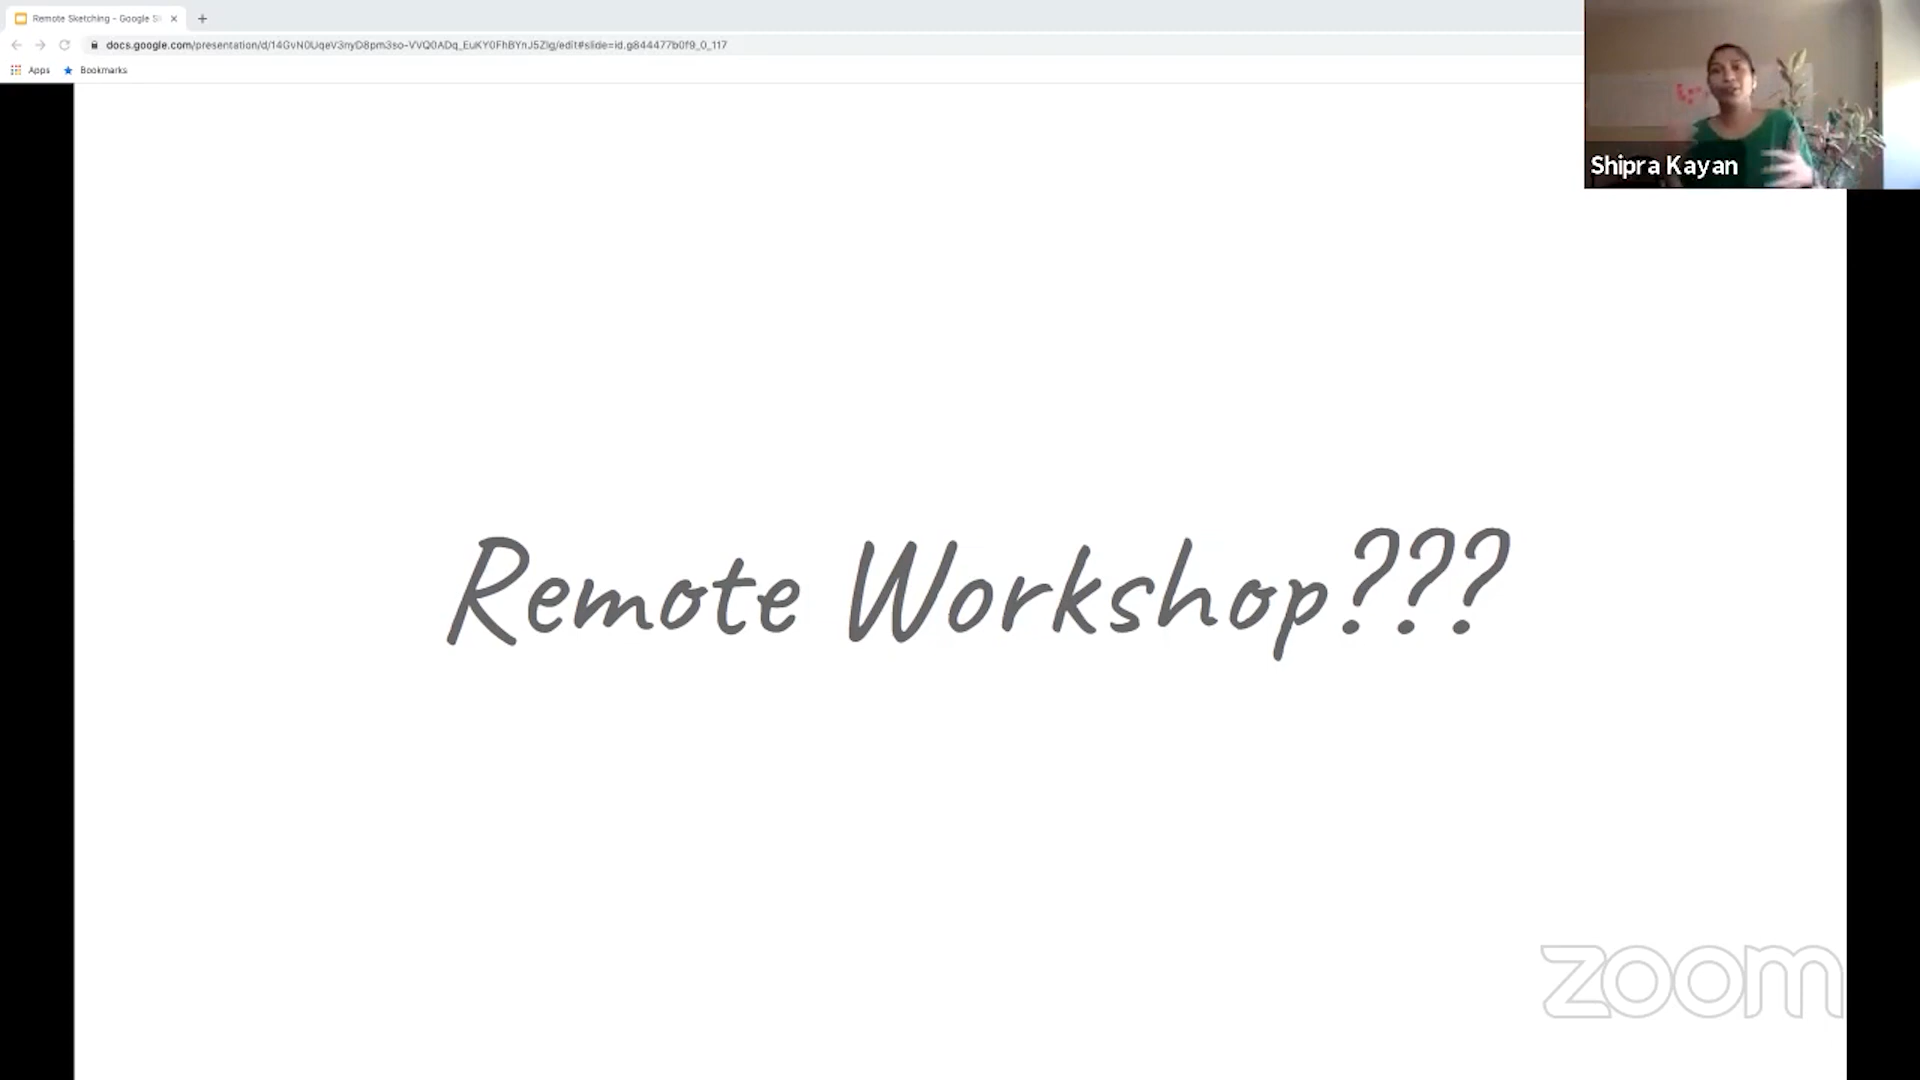 Remote Sketching - Google Sl
docs.google.com/presentation/d/14GvN0UqeV3nyD8pm3so-VVQ0ADq_EuKY0FhBYnJ5ZIg/edit#slide=id.g844477b0f9_0_117
Apps
Bookmarks
Shipra Kayan
Remote Workshop???
zoom